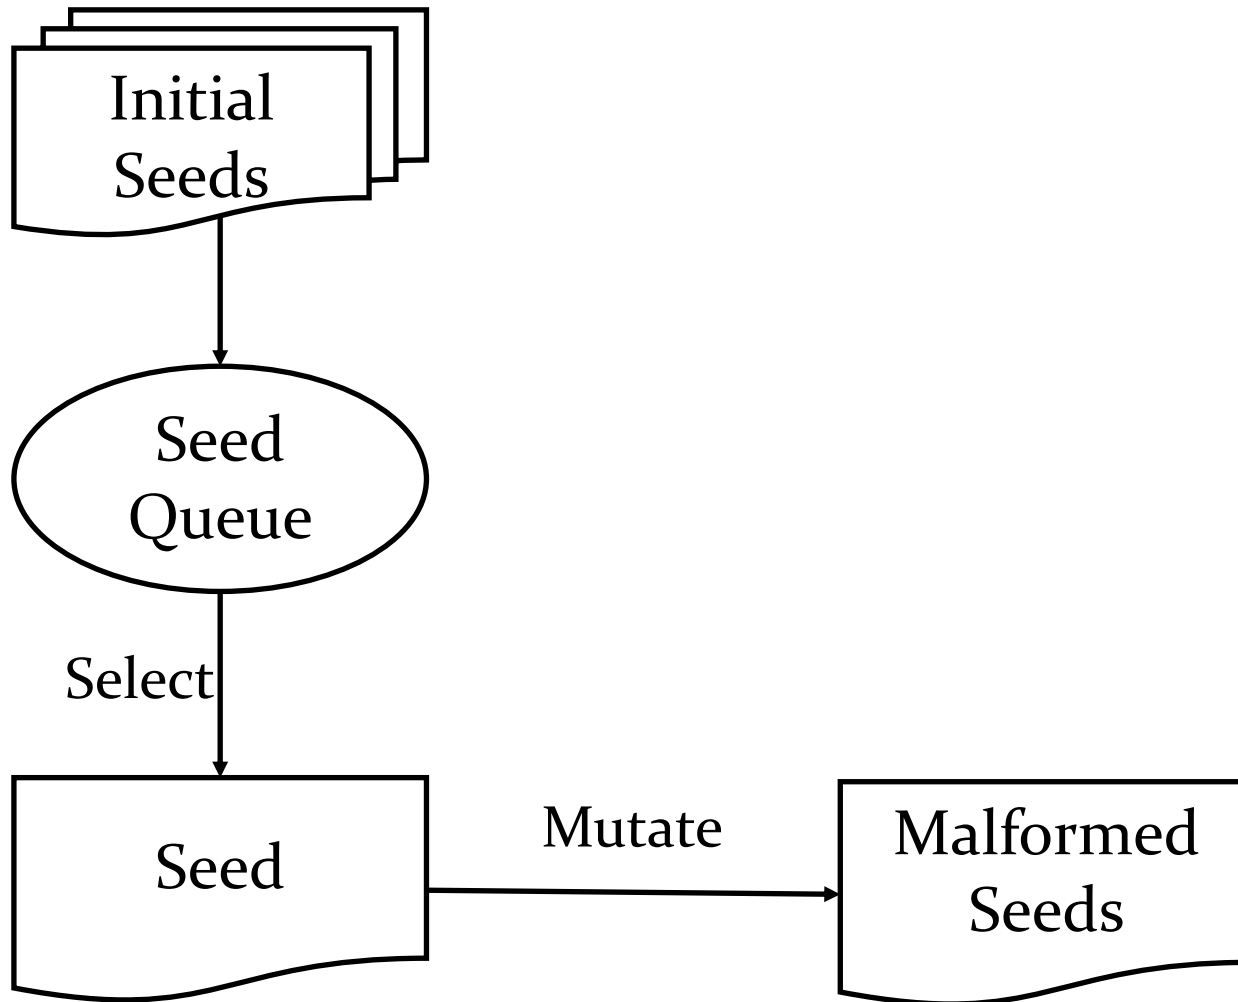 Initial
Seeds
Seed
Queue
Select
Seed
Mutate
Malformed
Seeds